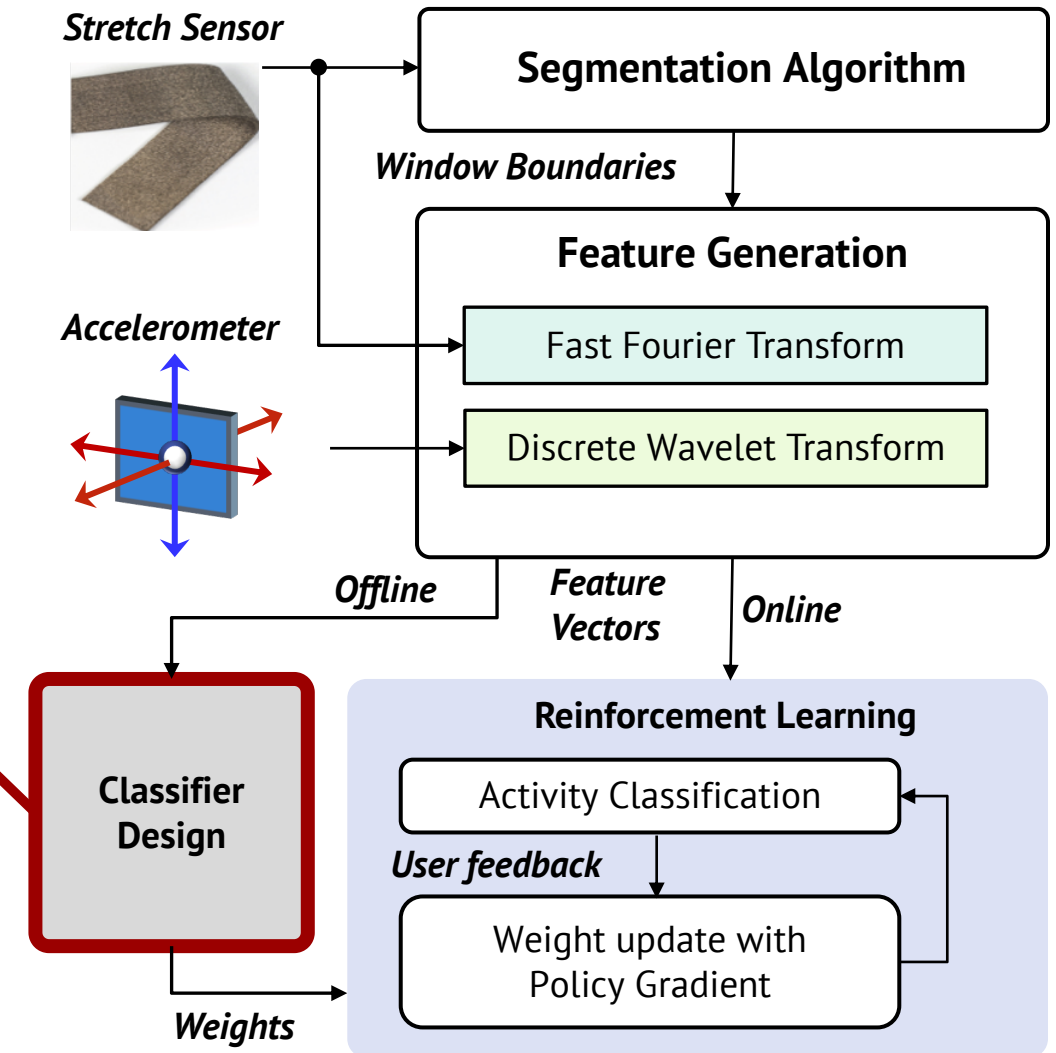 Stretch Sensor
Segmentation Algorithm
Window Boundaries
Feature Generation
Accelerometer
Fast Fourier Transform
Discrete Wavelet Transform
Offline
Feature
Vectors
Online
Reinforcement Learning
Classifier
Design
Activity Classification
User feedback
Weight update with
Policy Gradient
Weights